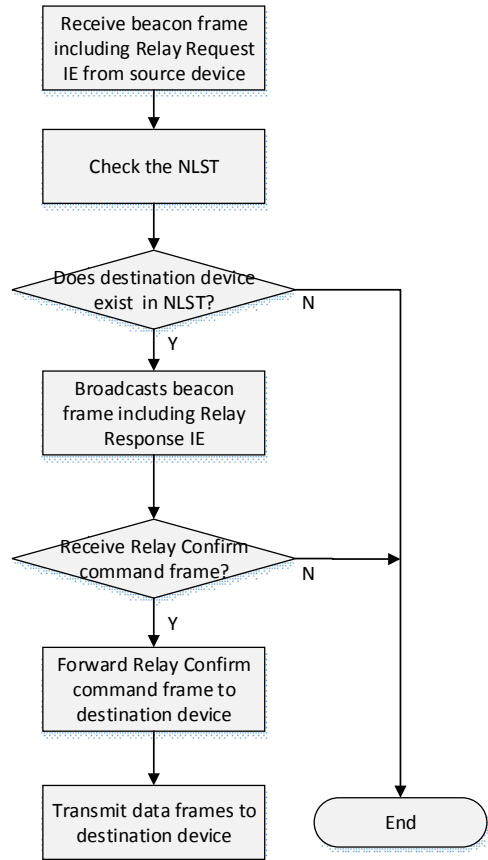 Receive beacon frame
including Relay Request
IE from source device
Check the NLST
Does destination device
exist in NLST?
N
Y
Broadcasts beacon
frame including Relay
Response IE
Receive Relay Confirm
command frame?
N
Y
Forward Relay Confirm
command frame to
destination device
Transmit data frames to
destination device
End